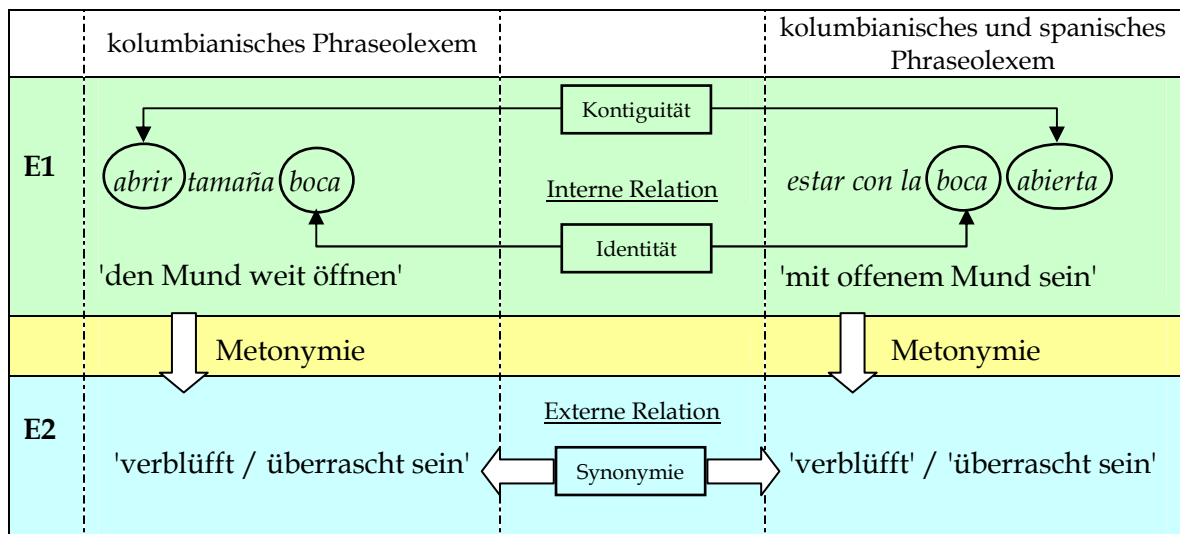 kolumbianisches Phraseolexem
kolumbianisches und spanisches
Phraseolexem
E1
Kontiguität
abrir tamaña boca
Interne Relation
estar con la boca abierta
Identität
'den Mund weit öffnen'
'mit offenem Mund sein'
Metonymie
Metonymie
E2
Externe Relation
'verblüfft / überrascht sein'
Synonymie
'verblüfft' / 'überrascht sein'